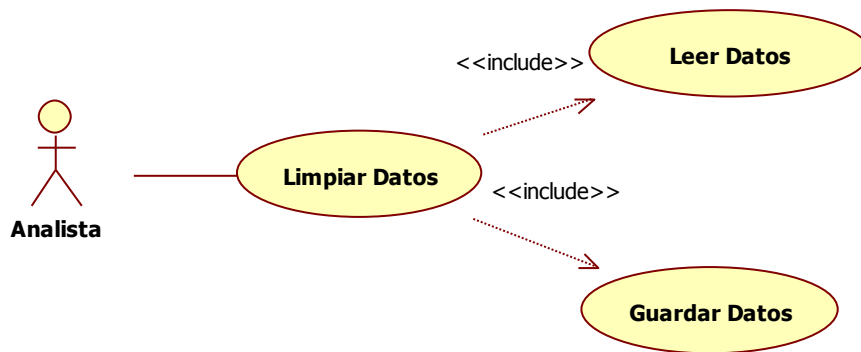 <<include>>
Leer Datos
Limpiar Datos
<<include>>
Analista
Guardar Datos